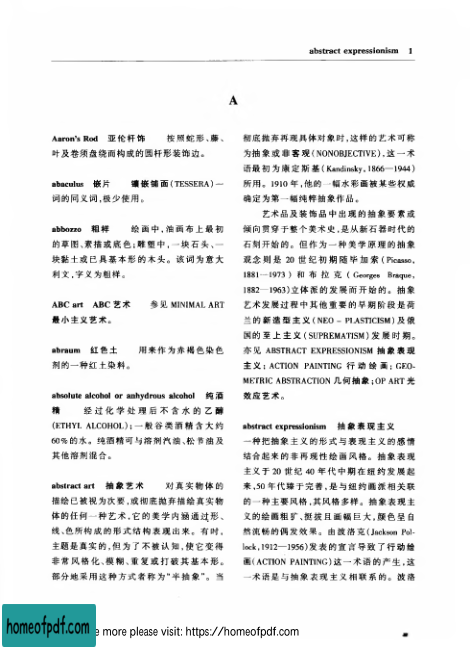 abstract expressionism 1
A
Aaron's Rod 亚伦杆饰 按照蛇形、藤、
叶及卷须盘绕而构成的圆杆形装饰边。
abaculus 嵌片 镶嵌锦面(TESSERA)一
词的同义词,极少使用。
abbozzo 粗样 绘画中,油画布上最初
的草图、素描或底色;雕塑中,一块石头、一
块黏土或已具基本形的木头。该词为意大
利文,字义为粗样。
ABC art ABC 艺术 参见 MINIMAL ART
最小主义艺术。
abraum 红色土 用来作为赤褐色染色
剂的一种红土染料。
absolute alcohol or anhydrous alcohol 纯酒
精 经过化学处理后不含水的乙醇
(ETHYL ALCOHOL);一般谷类酒精含大约
60%的水。纯酒精可与溶剂汽油、松节油及
其他溶剂混合。
abstract art 抽象艺术 对真实物体的
描绘已被视为次要,或彻底抛弃描绘真实物
体的任何一种艺术,它的美学内涵通过形、
线、色所构成的形式结构表现出来。有时,
主题是真实的,但为了不被认知,使它变得
非常风格化、模糊、重复或打破其基本形。
部分地采用这种方式者称为“半抽象”。当
彻底抛弃再现具体对象时,这样的艺术可称
为抽象或非客观(NONOBJECTIVE),这一术
语最初为康定斯基(Kandinsky, 1866—1944)
所用。1910年,他的一幅水彩画被某些权威
确定为第一幅纯粹抽象作品。
艺术品及装饰品中出现的抽象要素或
倾向贯穿于整个美术史,是从新石器时代的
石刻开始的。但作为一种美学原理的抽象
观念则是 20 世纪初期随毕加索(Picasso,
1881—1973)和布拉克(Georges Braque,
1882—1963)立体派的发展而开始的。抽象
艺术发展过程中其他重要的早期阶段是荷
兰的新造型主义(NEO－PLASTICISM)及俄
国的至上主义(SUPREMATISM)发展时期。
亦见 ABSTRACT EXPRESSIONISM 抽象表现
主义; ACTION PAINTING 行动绘画; GEO-
METRIC ABSTRACTION 几何抽象;OP ART 光
效应艺术。
abstract expressionism 抽象表现主义
一种把抽象主义的形式与表现主义的感情
结合起来的非再现性绘画风格。抽象表现
主义于 20 世纪 40 年代中期在纽约发展起
来,50 年代臻于完善,是与纽约画派相关联
的一种主要风格,其风格多样。抽象表现主
义的绘画粗犷、挺拔且画幅巨大,颜色呈自
然流畅的偶发效果。由波洛克(Jackson Pol-
lock,1912—1956)发表的宣言导致了行动绘
画(ACTION PAINTING)这一术语的产生,这
一术语是与抽象表现主义相联系的。波洛
homeofpdf.com
e more please visit: https://homeofpdf.com